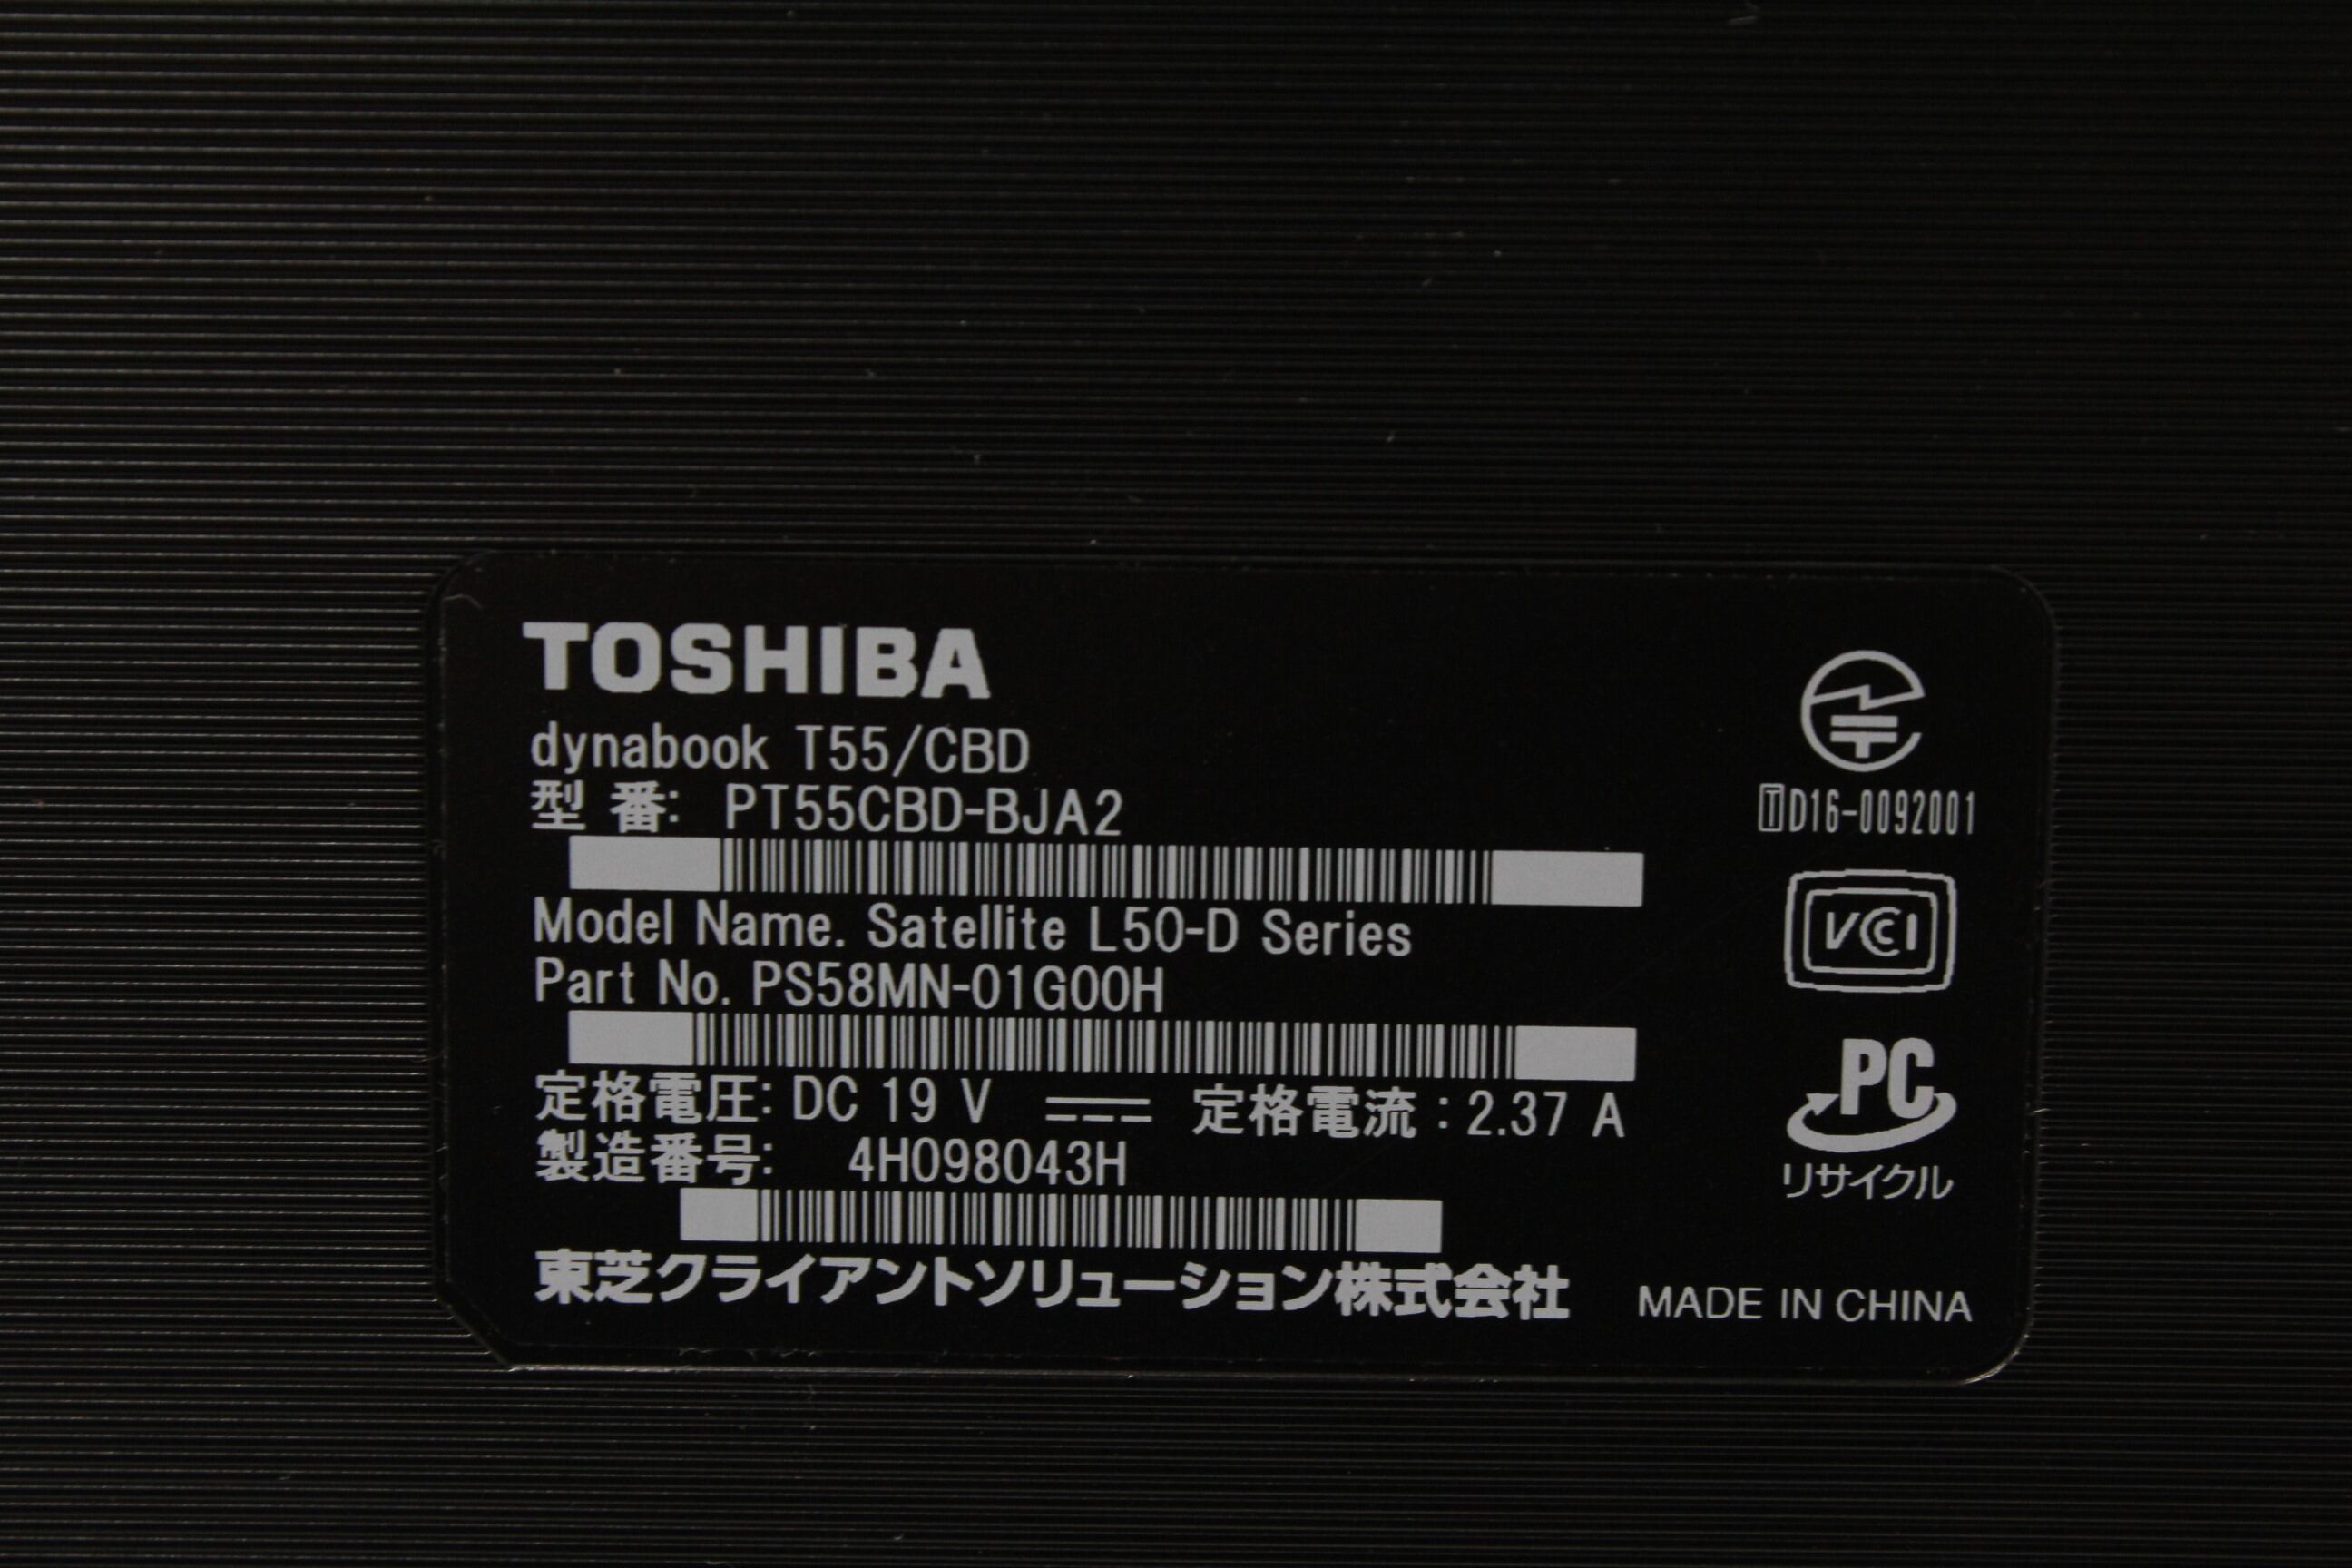 TOSHIBA
dynabook T55/CBD
型 番: PT55CBD-BJA2
Model Name. Satellite L50-D Series
Part No. PS58MN-01G00H
定格電圧: DC 19 V 定格電流 : 2.37 A
製造番号: 4H098043H
東芝クライアントソリューション株式会社
T D16-0092001
VCCI
PC
リサイクル
MADE IN CHINA